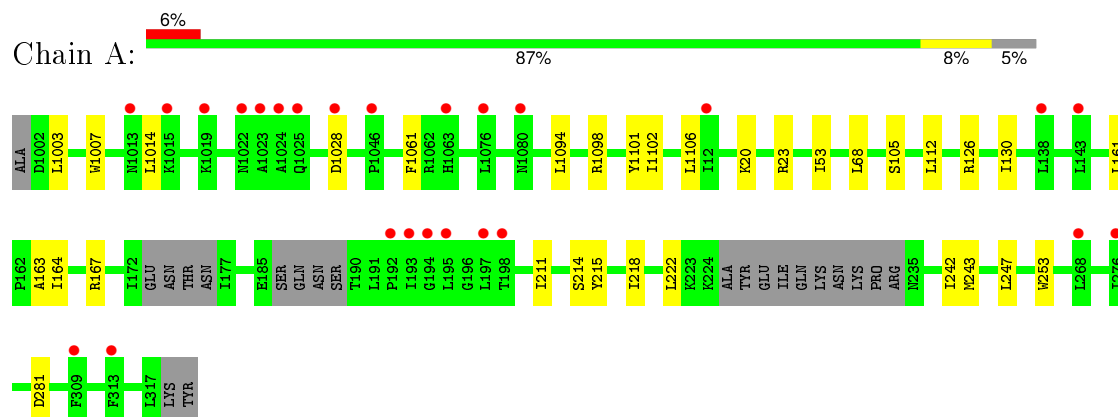 6%
Chain A:
87% 8% 5%
ALA D1002 L1003 W1007 N1013 L1014 K1015 K1019 N1022 A1023 A1024 Q1025 D1028 P1046 F1061 R1062 H1063 L1076 N1080 L1094 R1098 Y1101 I1102 L1106 I12 K20 R23 I53 L68 S105 L112 R126 I130 L138 L143 L161
P162 A163 I164 R167 I172 GLU ASN THR ASN I177 E185 SER GLN ASN SER T190 L191 P192 I193 G194 L195 G196 L197 T198 I211 S214 Y215 I218 L222 K223 K224 ALA TYR GLU ILE GLN LYS ASN LYS PRO ARG N235 I242 M243 L247 W253 L268 I276
D281 F309 F313 L317 LYS TYR